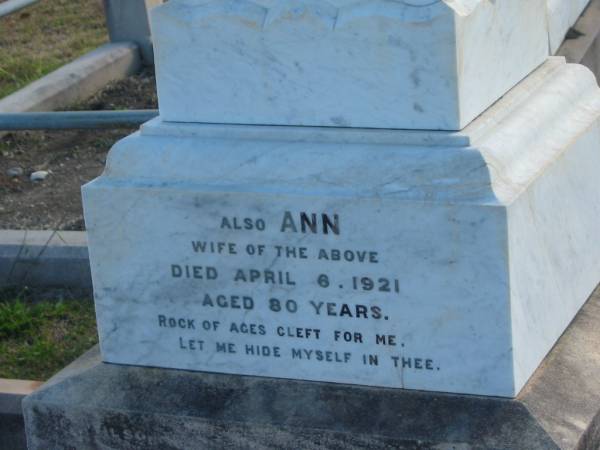 ALSO ANN
WIFE OF THE ABOVE
DIED APRIL 6. 1921
AGED 80 YEARS.
ROCK OF AGES CLEFT FOR ME,
LET ME HIDE MYSELF IN THEE.